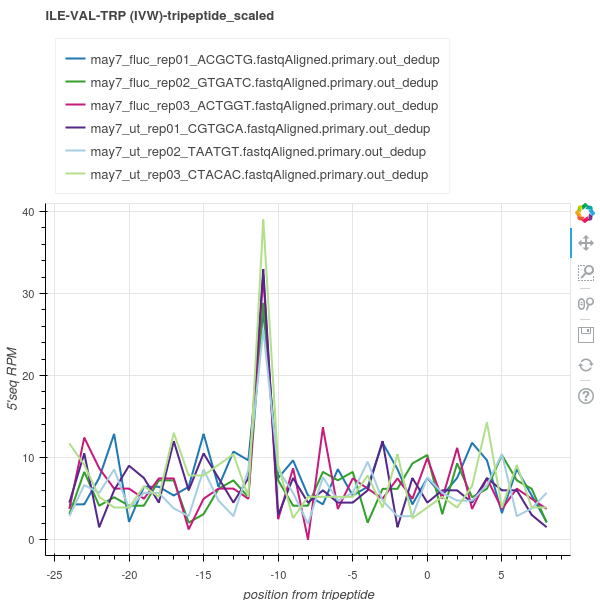 ILE-VAL-TRP (IVW)-tripeptide_scaled
may7_fluc_rep01_ACGCTG.fastqAligned.primary.out_dedup
may7_fluc_rep02_GTGATC.fastqAligned.primary.out_dedup
may7_fluc_rep03_ACTGGT.fastqAligned.primary.out_dedup
may7_ut_rep01_CGTGCA.fastqAligned.primary.out_dedup
may7_ut_rep02_TAATGT.fastqAligned.primary.out_dedup
may7_ut_rep03_CTACAC.fastqAligned.primary.out_dedup
40
30
20
10
0
5'seq RPM
-25 -20 -15 -10 -5 0 5
position from tripeptide